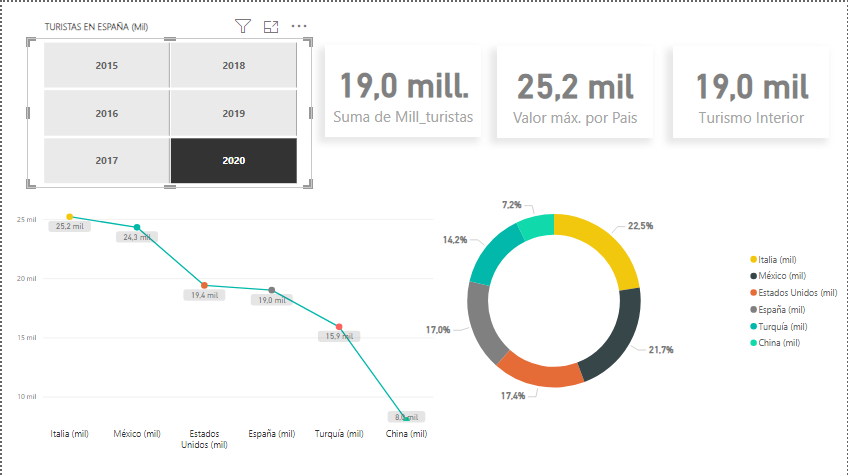 TURISTAS EN ESPAÑA (Mil)
2015
2018
2016
2019
2017
2020
19,0 mill.
Suma de Mill_turistas
25,2 mil
Valor máx. por Pais
19,0 mil
Turismo Interior
25 mil
20 mil
15 mil
10 mil
25,2 mil
24,3 mil
19,4 mil
19,0 mil
15,9 mil
Italia (mil)
México (mil)
Estados
Unidos (mil)
España (mil)
Turquía (mil)
China (mil)
7,2%
22,5%
14,2%
17,0%
21,7%
17,4%
Italia (mil)
México (mil)
Estados Unidos (mil)
España (mil)
Turquía (mil)
China (mil)